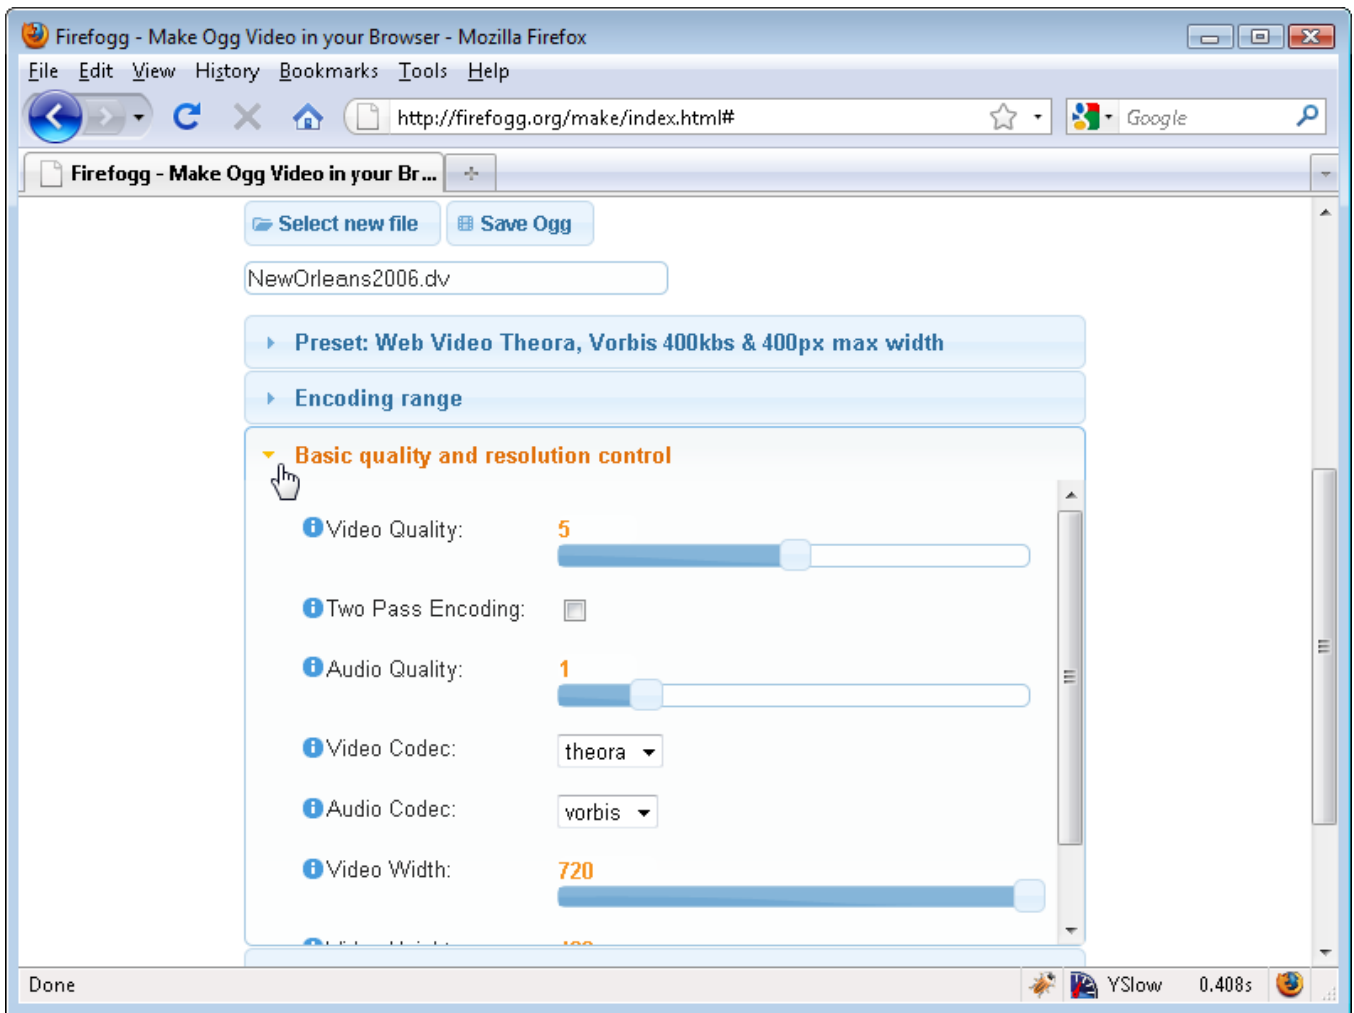 Firefogg - Make Ogg Video in your Browser - Mozilla Firefox
File Edit View History Bookmarks Tools Help
http://firefogg.org/make/index.html# Google
Firefogg - Make Ogg Video in your Br...
Select new file Save Ogg
NewOrleans2006.dv
Preset: Web Video Theora, Vorbis 400kbs & 400px max width
Encoding range
Basic quality and resolution control
Video Quality: 5
Two Pass Encoding:
Audio Quality: 1
Video Codec: theora
Audio Codec: vorbis
Video Width: 720
Done YSlow 0.408s